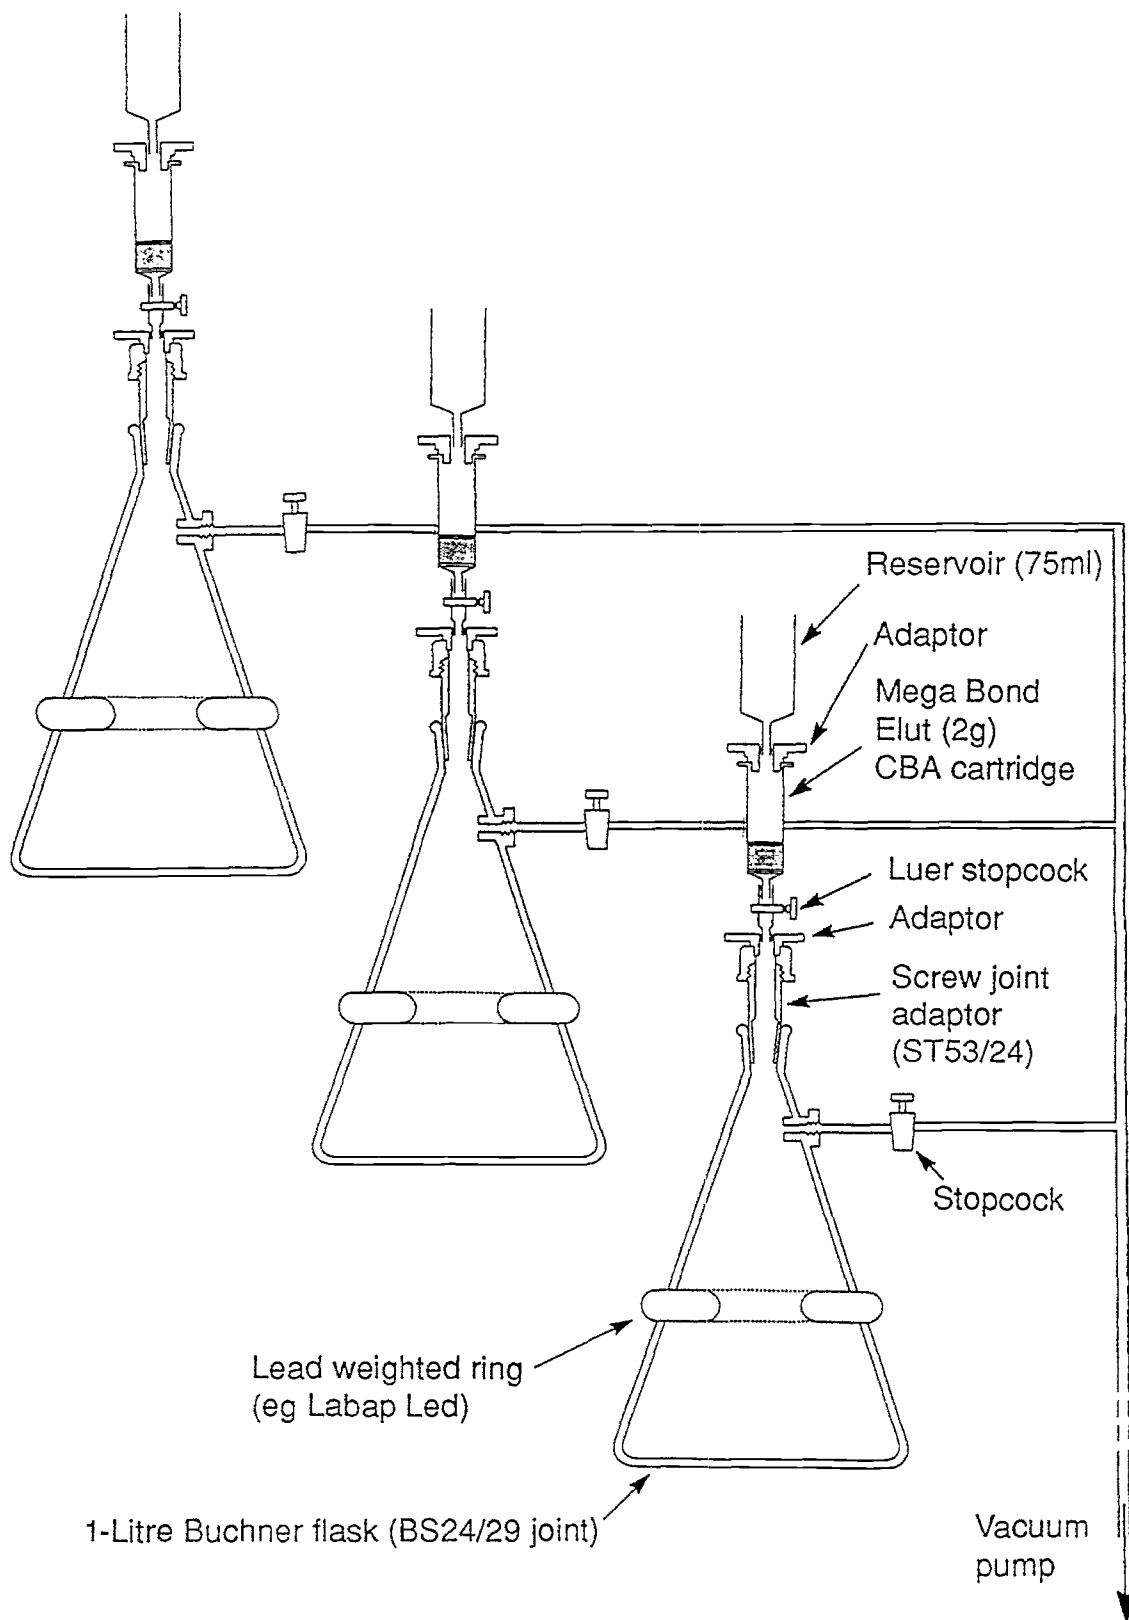 Reservoir (75ml)
Adaptor
Mega Bond
Elut (2g)
CBA cartridge
Luer stopcock
Adaptor
Screw joint
adaptor
(ST53/24)
Stopcock
Lead weighted ring
(eg Labap Led)
1-Litre Buchner flask (BS24/29 joint)
Vacuum
pump